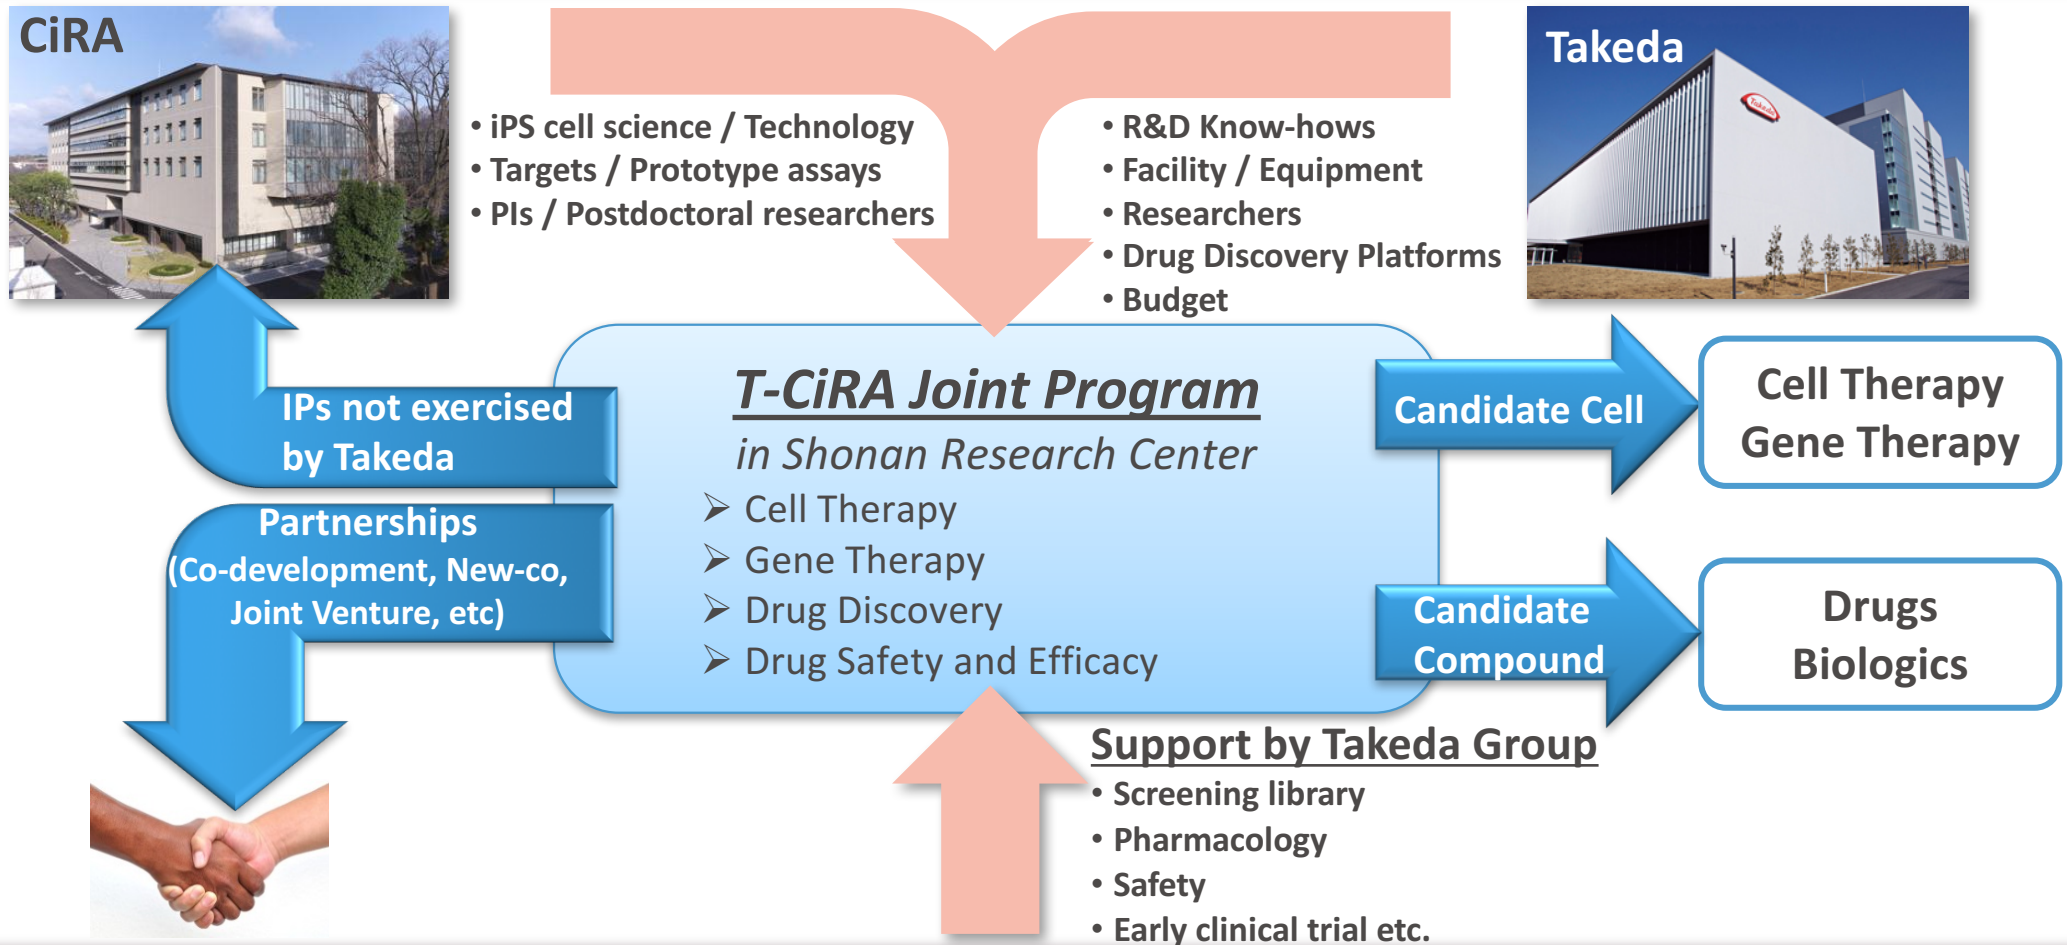 CiRA
• iPS cell science / Technology
• Targets / Prototype assays
• PIs / Postdoctoral researchers
• R&D Know-hows
• Facility / Equipment
• Researchers
• Drug Discovery Platforms
• Budget
Takeda
Takeda
IPs not exercised
by Takeda
Partnerships
(Co-development, New-co,
Joint Venture, etc)
T-CiRA Joint Program
in Shonan Research Center
➢ Cell Therapy
➢ Gene Therapy
➢ Drug Discovery
➢ Drug Safety and Efficacy
Candidate Cell
Cell Therapy
Gene Therapy
Candidate
Compound
Drugs
Biologics
Support by Takeda Group
• Screening library
• Pharmacology
• Safety
• Early clinical trial etc.